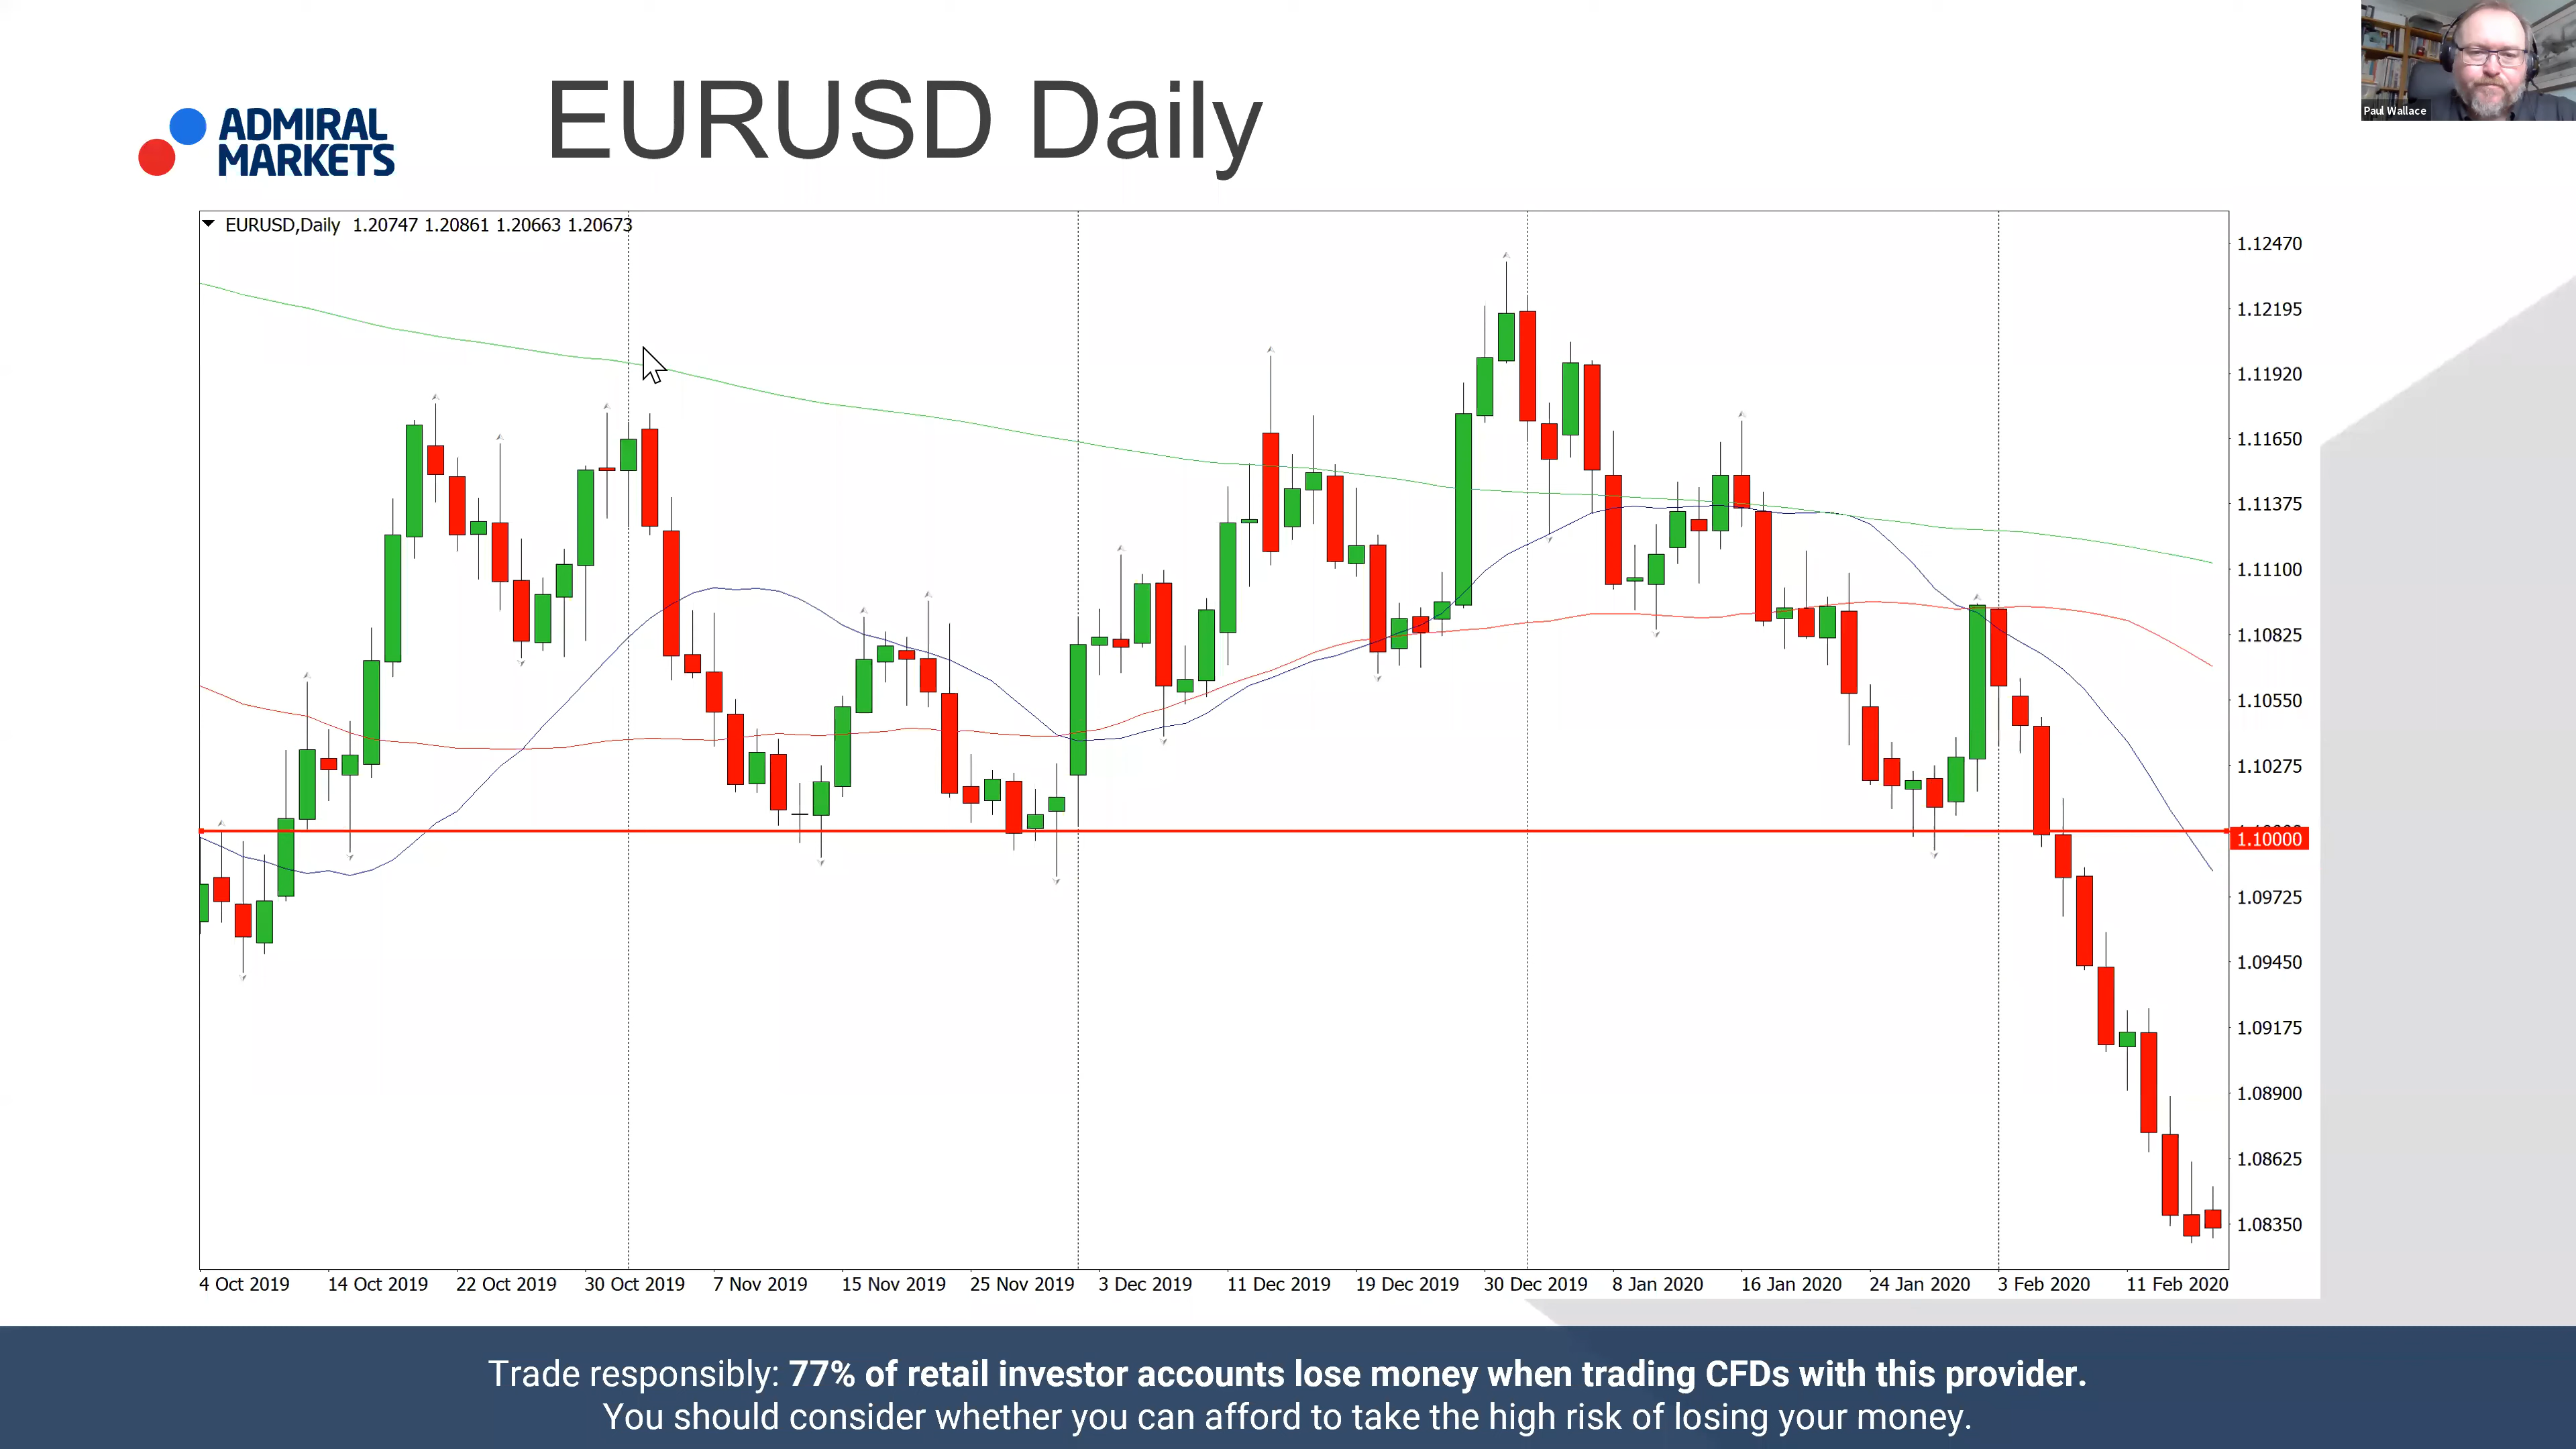 EURUSD Daily
Paul Wallace
ADMIRAL
MARKETS
EURUSD,Daily 1.20747 1.20861 1.20663 1.20673
1.12470
1.12195
1.11920
1.11650
1.11375
1.11100
1.10825
1.10550
1.10275
1.10000
1.09725
1.09450
1.09175
1.08900
1.08625
1.08350
4 Oct 2019 14 Oct 2019 22 Oct 2019 30 Oct 2019 7 Nov 2019 15 Nov 2019 25 Nov 2019 3 Dec 2019 11 Dec 2019 19 Dec 2019 30 Dec 2019 8 Jan 2020 16 Jan 2020 24 Jan 2020 3 Feb 2020 11 Feb 2020
Trade responsibly: 77% of retail investor accounts lose money when trading CFDs with this provider.
You should consider whether you can afford to take the high risk of losing your money.